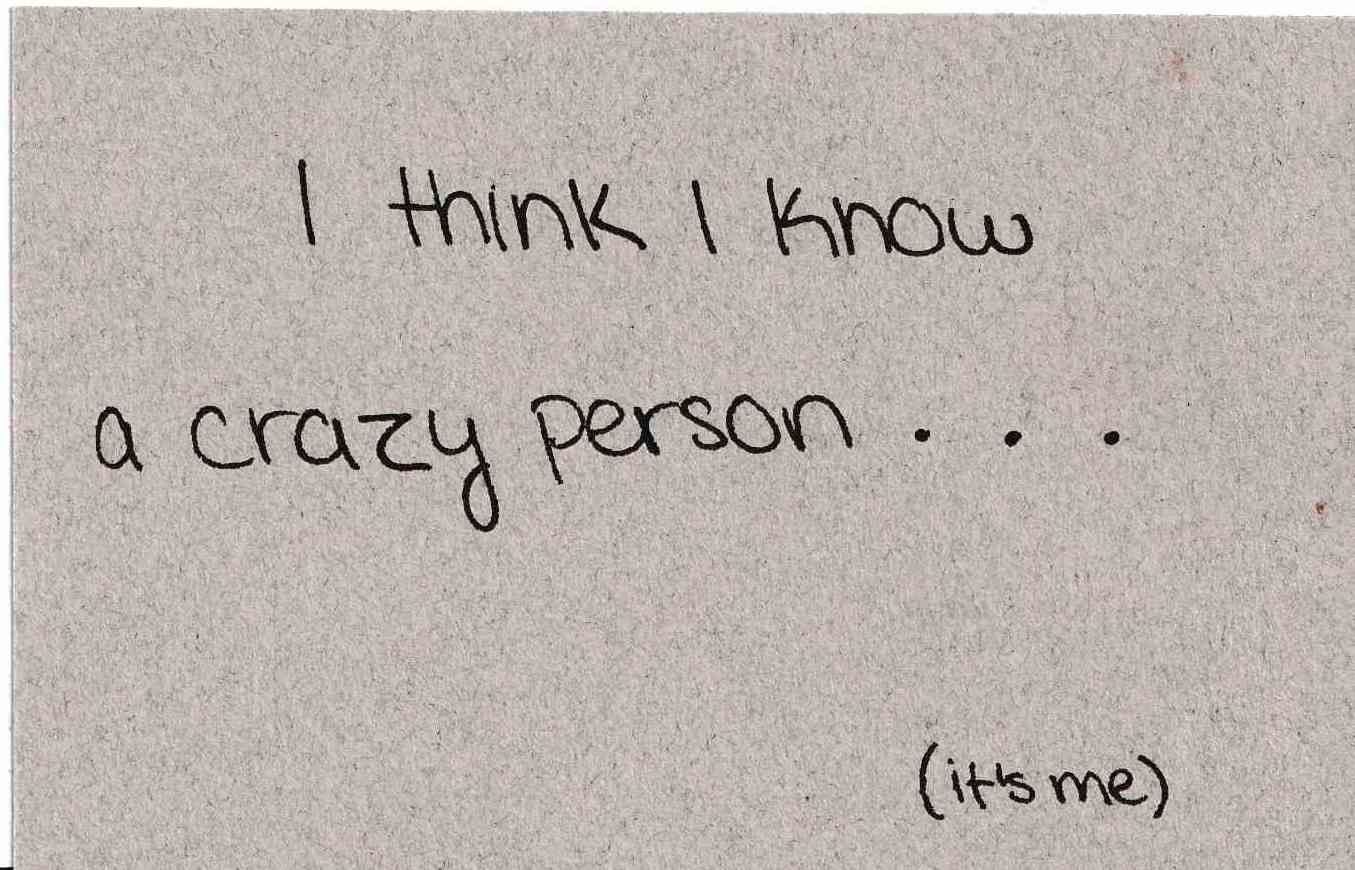 I think I know
a crazy person . . .
(it's me)